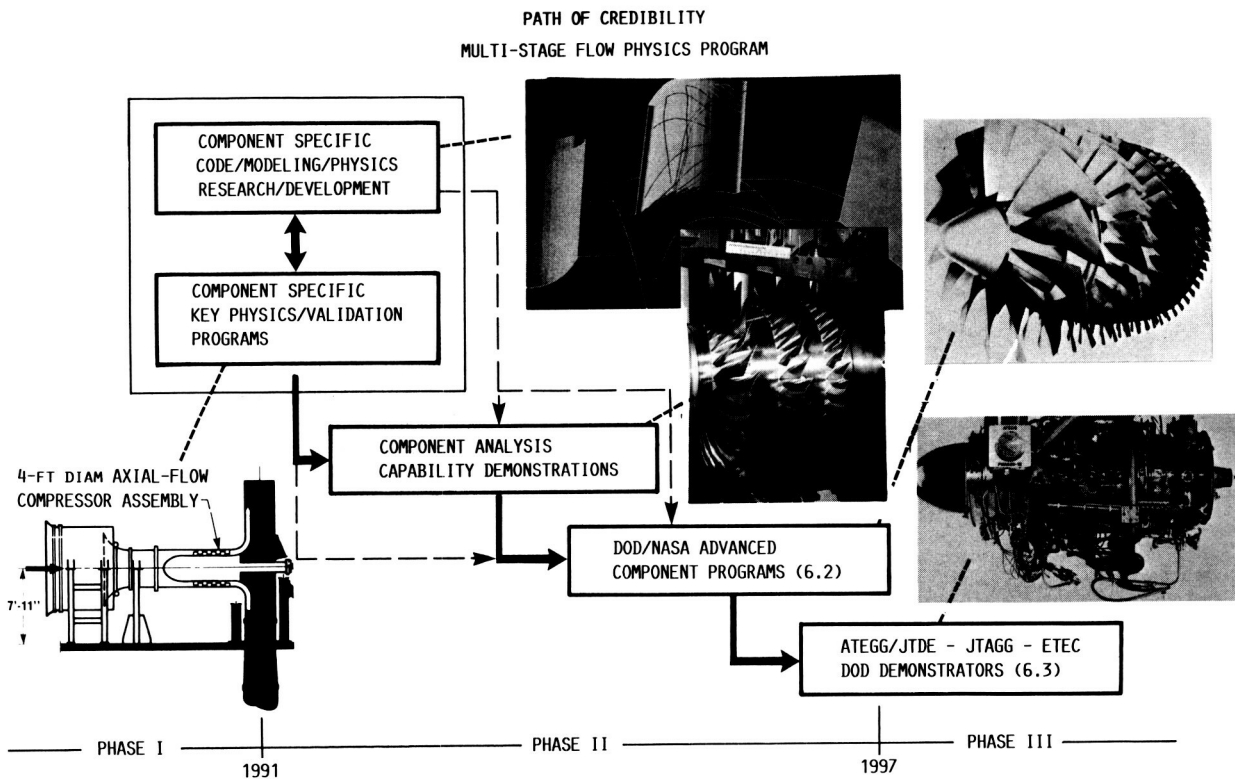 PATH OF CREDIBILITY
MULTI-STAGE FLOW PHYSICS PROGRAM
COMPONENT SPECIFIC
CODE/MODELING/PHYSICS
RESEARCH/DEVELOPMENT
COMPONENT SPECIFIC
KEY PHYSICS/VALIDATION
PROGRAMS
COMPONENT ANALYSIS
CAPABILITY DEMONSTRATIONS
4-FT DIAM AXIAL-FLOW
COMPRESSOR ASSEMBLY
7'-11"
DOD/NASA ADVANCED
COMPONENT PROGRAMS (6.2)
ATEGG/JTDE - JTAGG - ETEC
DOD DEMONSTRATORS (6.3)
PHASE I
PHASE II
PHASE III
1991
1997